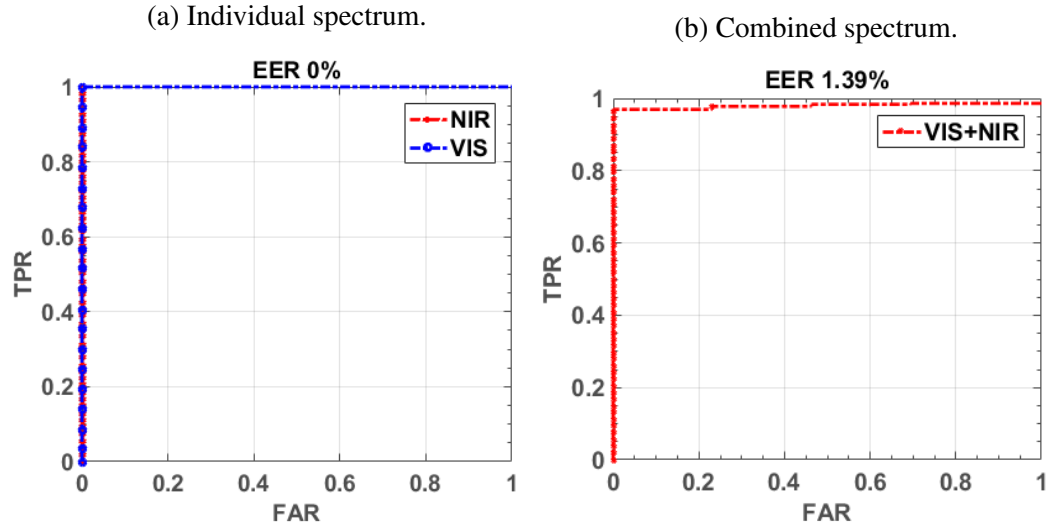 (a) Individual spectrum.
EER 0%
1
0.8
0.6
0.4
0.2
0
TPR
NIR
VIS
0 0.2 0.4 0.6 0.8 1
FAR
(b) Combined spectrum.
EER 1.39%
1
0.8
0.6
0.4
0.2
0
TPR
VIS+NIR
0 0.2 0.4 0.6 0.8 1
FAR